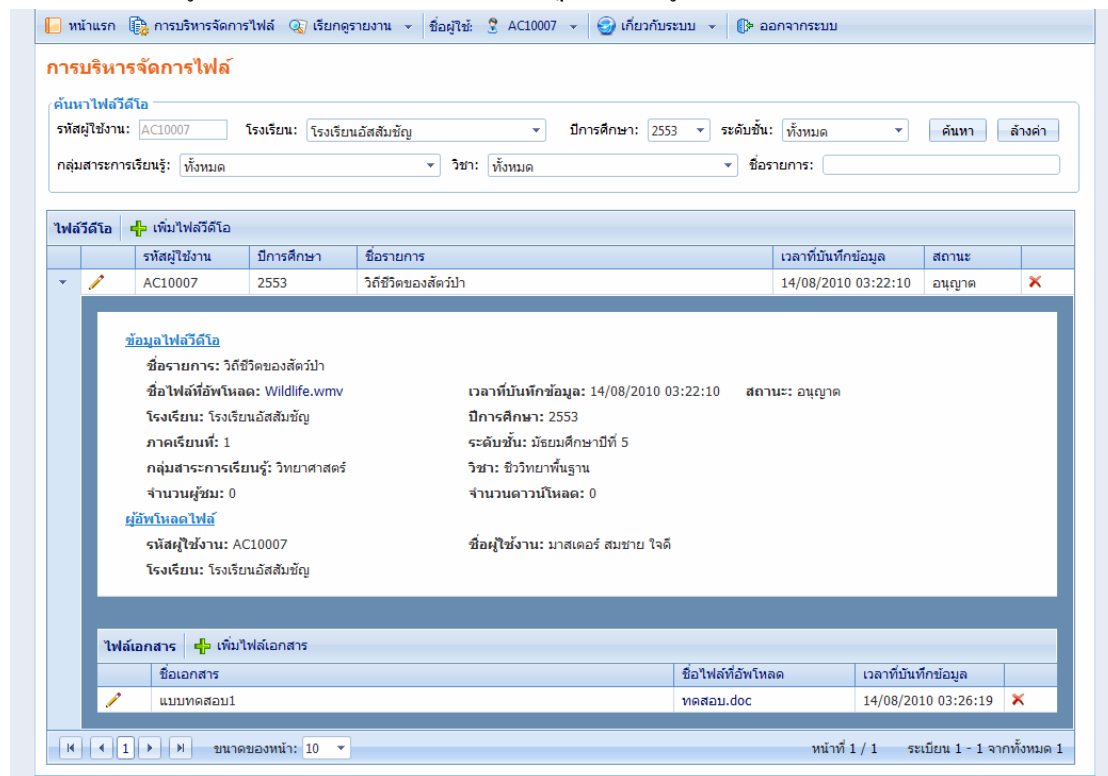 หน้าแรก การบริหารจัดการไฟล์ เรียกดูรายงาน ชื่อผู้ใช้: AC10007 เกี่ยวกับระบบ ออกจากระบบ
การบริหารจัดการไฟล์
ค้นหาไฟล์วีดีโอ
รหัสผู้ใช้งาน: AC10007 โรงเรียน: โรงเรียนอัสสัมชัญ ปีการศึกษา: 2553 ระดับชั้น: ทั้งหมด ค้นหา ล้างค่า
กลุ่มสาระการเรียนรู้: ทั้งหมด วิชา: ทั้งหมด ชื่อรายการ:
ไฟล์วีดีโอ เพิ่มไฟล์วีดีโอ
รหัสผู้ใช้งาน ปีการศึกษา ชื่อรายการ เวลาที่บันทึกข้อมูล สถานะ
AC10007 2553 วิถีชีวิตของสัตว์ป่า 14/08/2010 03:22:10 อนุญาต
ข้อมูลไฟล์วีดีโอ
ชื่อรายการ: วิถีชีวิตของสัตว์ป่า
ชื่อไฟล์ที่อัพโหลด: Wildlife.wmv เวลาที่บันทึกข้อมูล: 14/08/2010 03:22:10 สถานะ: อนุญาต
โรงเรียน: โรงเรียนอัสสัมชัญ ปีการศึกษา: 2553
ภาคเรียนที่: 1 ระดับชั้น: มัธยมศึกษาปีที่ 5
กลุ่มสาระการเรียนรู้: วิทยาศาสตร์ วิชา: ชีววิทยาพื้นฐาน
จำนวนผู้ชม: 0 จำนวนดาวน์โหลด: 0
ผู้อัพโหลดไฟล์
รหัสผู้ใช้งาน: AC10007 ชื่อผู้ใช้งาน: มาสเตอร์ สมชาย ใจดี
โรงเรียน: โรงเรียนอัสสัมชัญ
ไฟล์เอกสาร เพิ่มไฟล์เอกสาร
ชื่อเอกสาร ชื่อไฟล์ที่อัพโหลด เวลาที่บันทึกข้อมูล
แบบทดสอบ1 ทดสอบ.doc 14/08/2010 03:26:19
1 ขนาดของหน้า: 10 หน้าที่ 1 / 1 ระเบียน 1 - 1 จากทั้งหมด 1